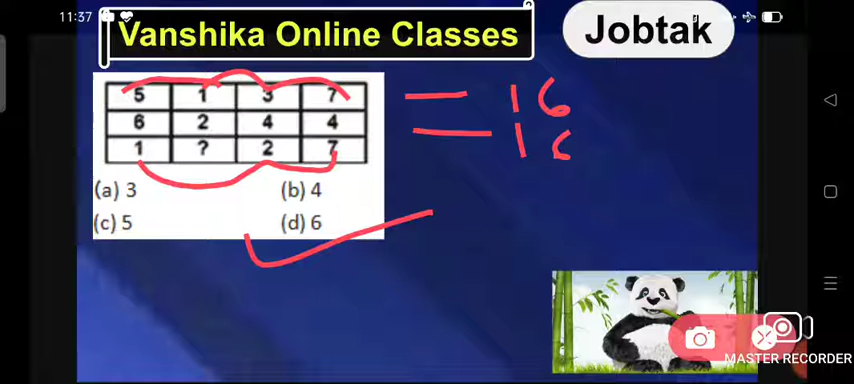 11:37
Vanshika Online Classes
Jobtak
5 1 3 7 = 16
6 2 4 4 = 16
1 ? 2 7
(a) 3 (b) 4
(c) 5 (d) 6
MASTER RECORDER